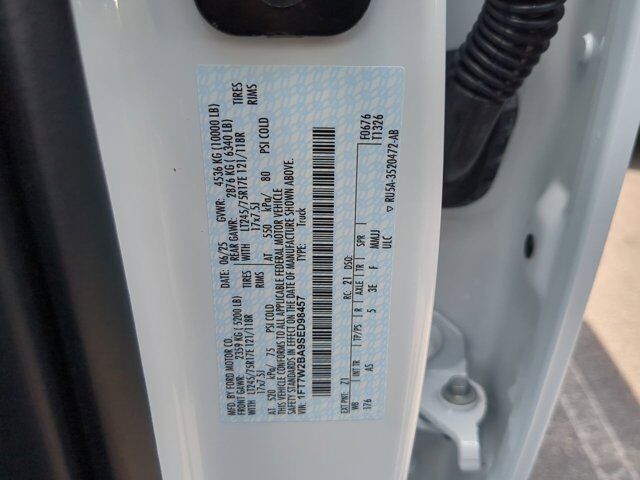 MFD. BY FORD MOTOR CO.
DATE: 06/25 GVWR: 4536 KG (10000 LB)
FRONT GAWR: 2359 KG (5200 LB) REAR GAWR: 2876 KG (6340 LB)
WITH LT245/75R17E 121/118R TIRES WITH LT245/75R17E 121/118R TIRES
17x7.5J RIMS 17x7.5J RIMS
AT 520 kPa/ 75 PSI COLD AT 550 kPa/ 80 PSI COLD
THIS VEHICLE CONFORMS TO ALL APPLICABLE FEDERAL MOTOR VEHICLE
SAFETY STANDARDS IN EFFECT ON THE DATE OF MANUFACTURE SHOWN ABOVE.
VIN: 1FT7W2BA9SED98457 TYPE: Truck
EXT PNT: Z1 RC: 21 DSO: F0676
WB INT TR TP/PS R AXLE TR SPR T1326
176 AS 5 3E F MMJJ
ULC ▽ RU5A-3520472-AB